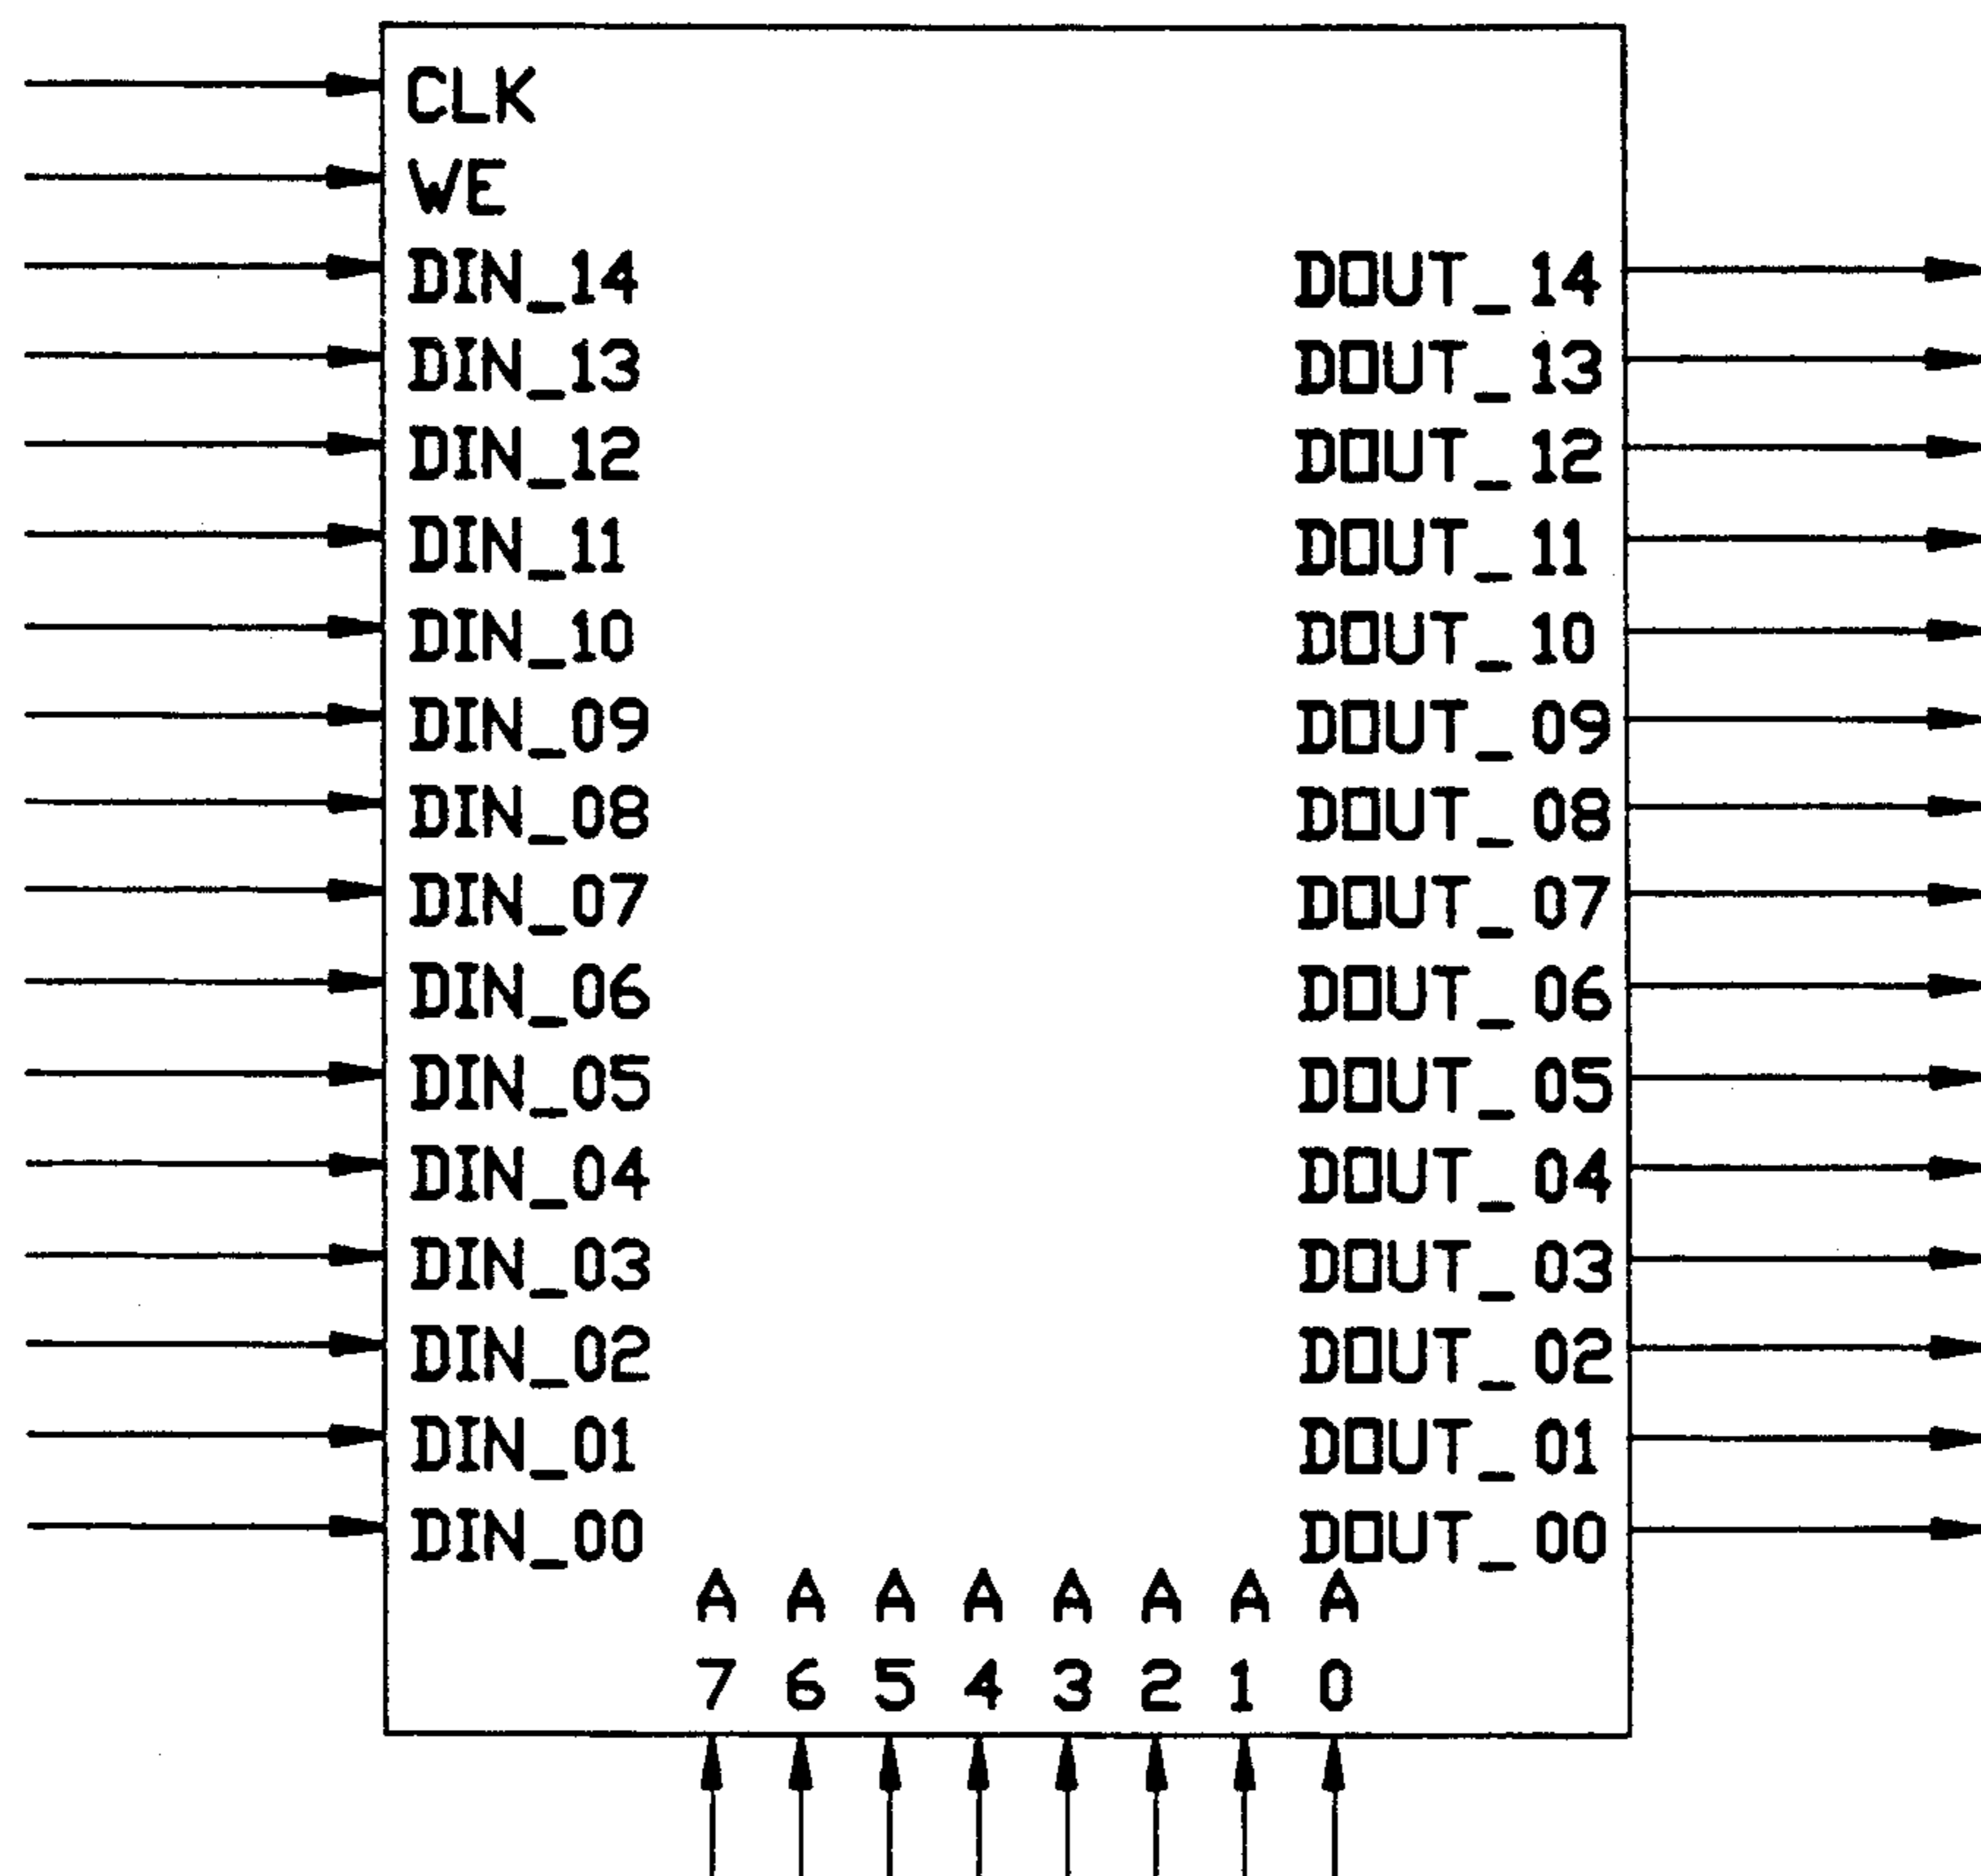 CLK
WE
DIN_14 DOUT_14
DIN_13 DOUT_13
DIN_12 DOUT_12
DIN_11 DOUT_11
DIN_10 DOUT_10
DIN_09 DOUT_09
DIN_08 DOUT_08
DIN_07 DOUT_07
DIN_06 DOUT_06
DIN_05 DOUT_05
DIN_04 DOUT_04
DIN_03 DOUT_03
DIN_02 DOUT_02
DIN_01 DOUT_01
DIN_00 DOUT_00
A A A A A A A A
7 6 5 4 3 2 1 0